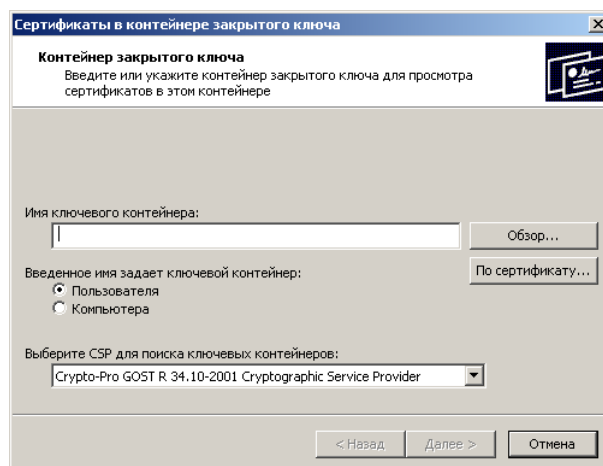 Сертификаты в контейнере закрытого ключа
Контейнер закрытого ключа
Введите или укажите контейнер закрытого ключа для просмотра
сертификатов в этом контейнере
Имя ключевого контейнера:
Обзор...
Введенное имя задает ключевой контейнер:
По сертификату...
Пользователя
Компьютера
Выберите CSP для поиска ключевых контейнеров:
Crypto-Pro GOST R 34.10-2001 Cryptographic Service Provider
< Назад
Далее >
Отмена